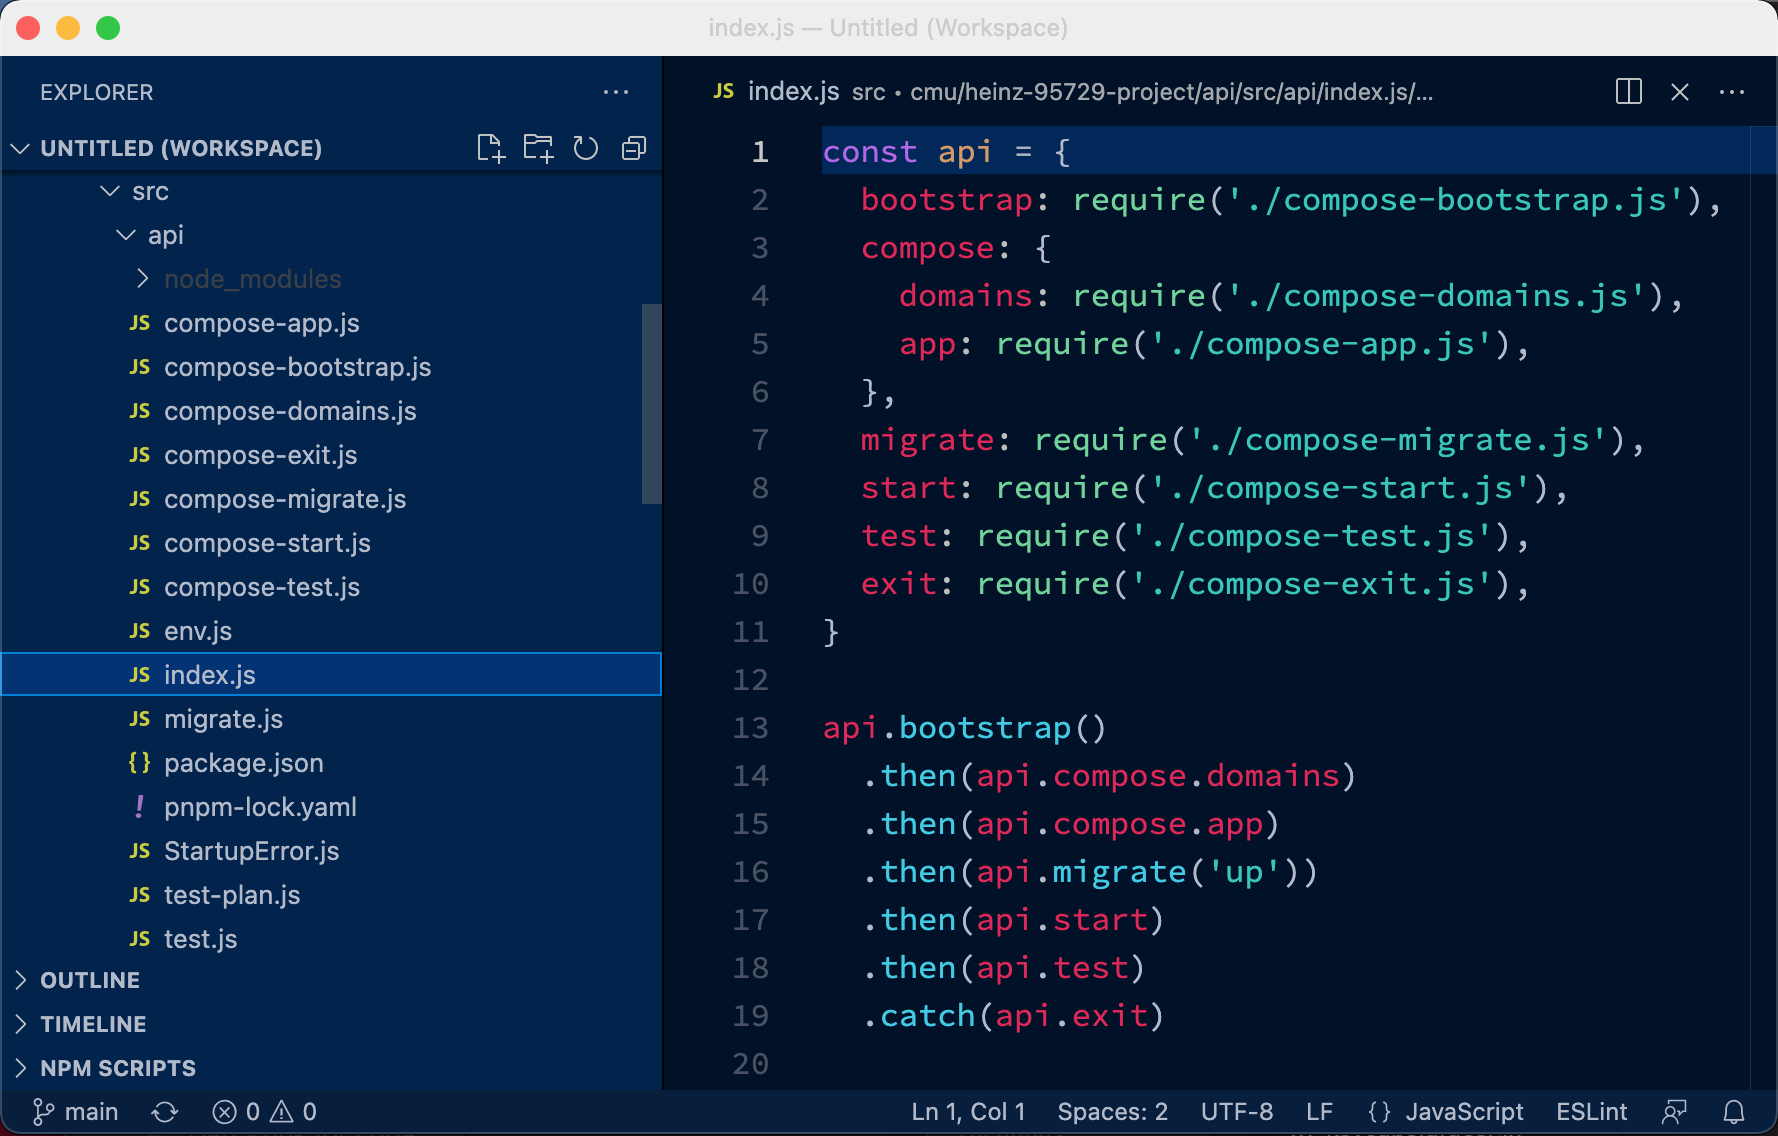 index.js — Untitled (Workspace)
EXPLORER
UNTITLED (WORKSPACE)
src
api
node_modules
JS compose-app.js
JS compose-bootstrap.js
JS compose-domains.js
JS compose-exit.js
JS compose-migrate.js
JS compose-start.js
JS compose-test.js
JS env.js
JS index.js
JS migrate.js
{} package.json
! pnpm-lock.yaml
JS StartupError.js
JS test-plan.js
JS test.js
OUTLINE
TIMELINE
NPM SCRIPTS
JS index.js src • cmu/heinz-95729-project/api/src/api/index.js/...
1 const api = {
2   bootstrap: require('./compose-bootstrap.js'),
3   compose: {
4     domains: require('./compose-domains.js'),
5     app: require('./compose-app.js'),
6   },
7   migrate: require('./compose-migrate.js'),
8   start: require('./compose-start.js'),
9   test: require('./compose-test.js'),
10   exit: require('./compose-exit.js'),
11 }
12
13 api.bootstrap()
14   .then(api.compose.domains)
15   .then(api.compose.app)
16   .then(api.migrate('up'))
17   .then(api.start)
18   .then(api.test)
19   .catch(api.exit)
20
main 0 0 Ln 1, Col 1 Spaces: 2 UTF-8 LF {} JavaScript ESLint